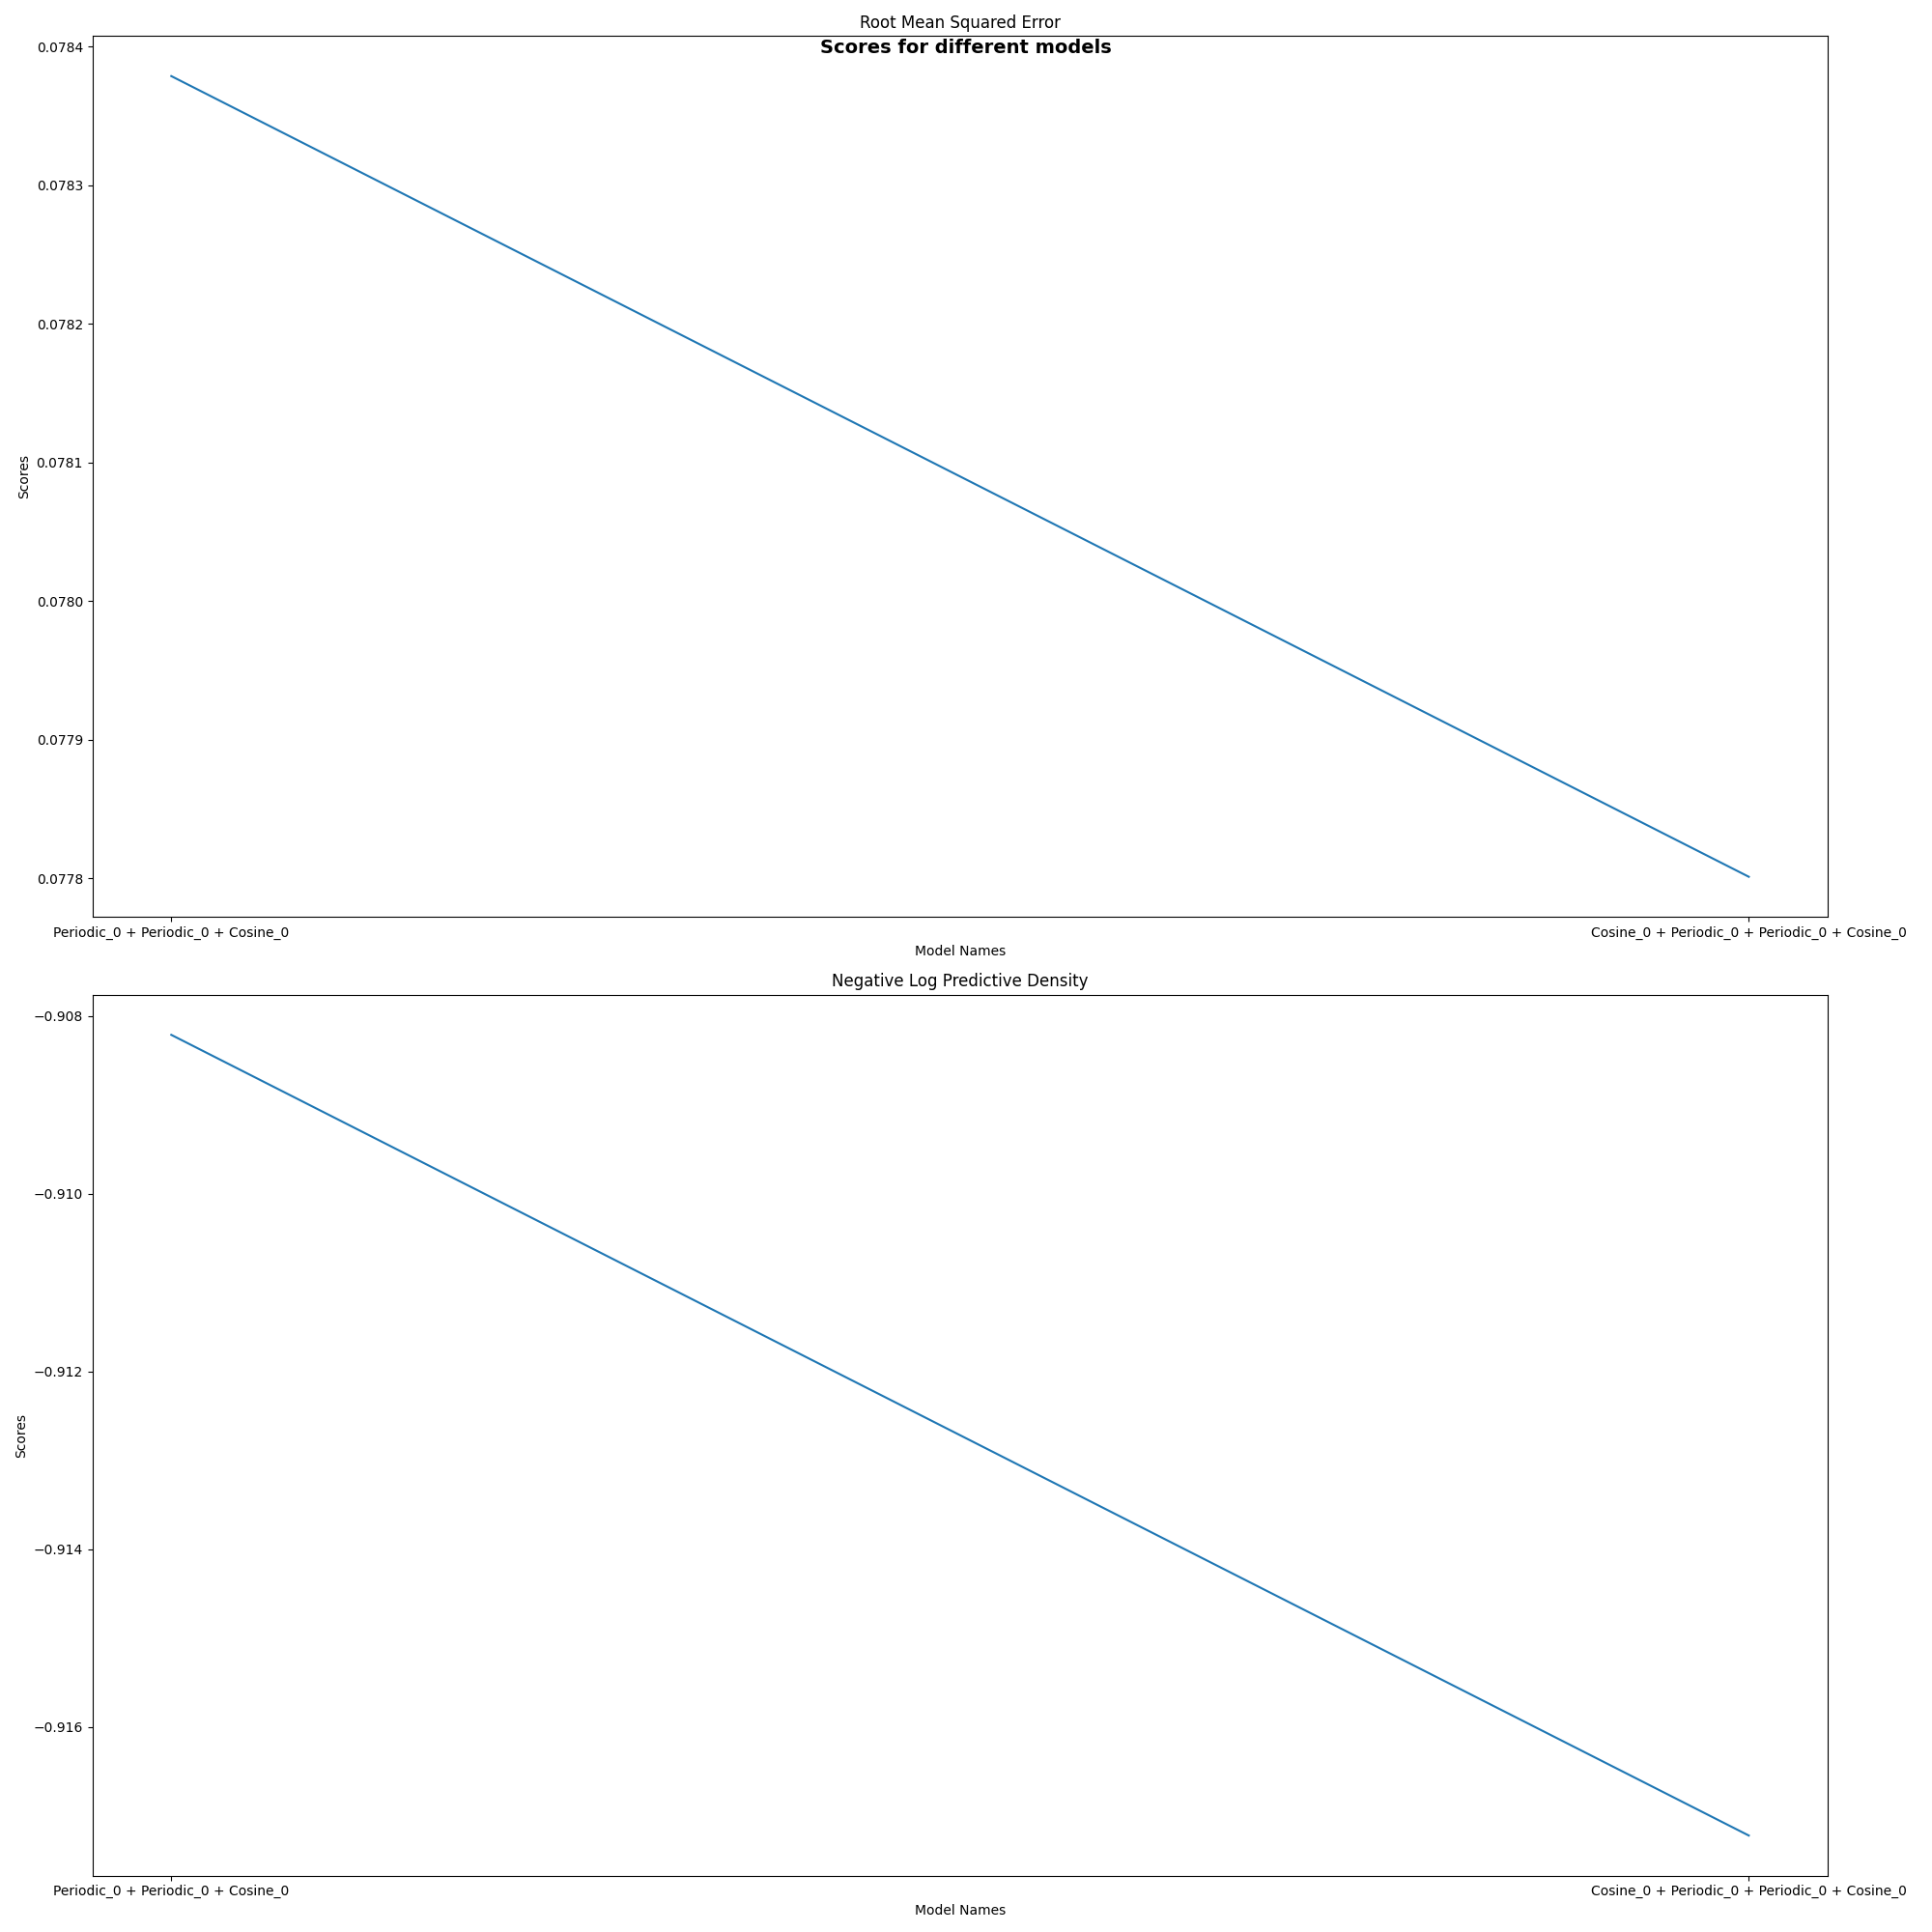 Root Mean Squared Error
Scores for different models
0.0784
0.0783
0.0782
0.0781
0.0780
0.0779
0.0778
Scores
Periodic_0 + Periodic_0 + Cosine_0
Cosine_0 + Periodic_0 + Periodic_0 + Cosine_0
Model Names
Negative Log Predictive Density
−0.908
−0.910
−0.912
−0.914
−0.916
Scores
Periodic_0 + Periodic_0 + Cosine_0
Cosine_0 + Periodic_0 + Periodic_0 + Cosine_0
Model Names